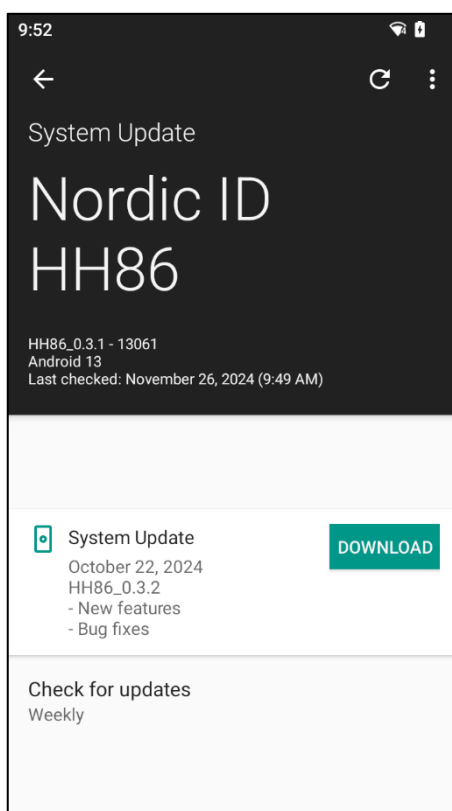 9:52
System Update
Nordic ID
HH86
HH86_0.3.1 - 13061
Android 13
Last checked: November 26, 2024 (9:49 AM)
System Update
DOWNLOAD
October 22, 2024
HH86_0.3.2
- New features
- Bug fixes
Check for updates
Weekly